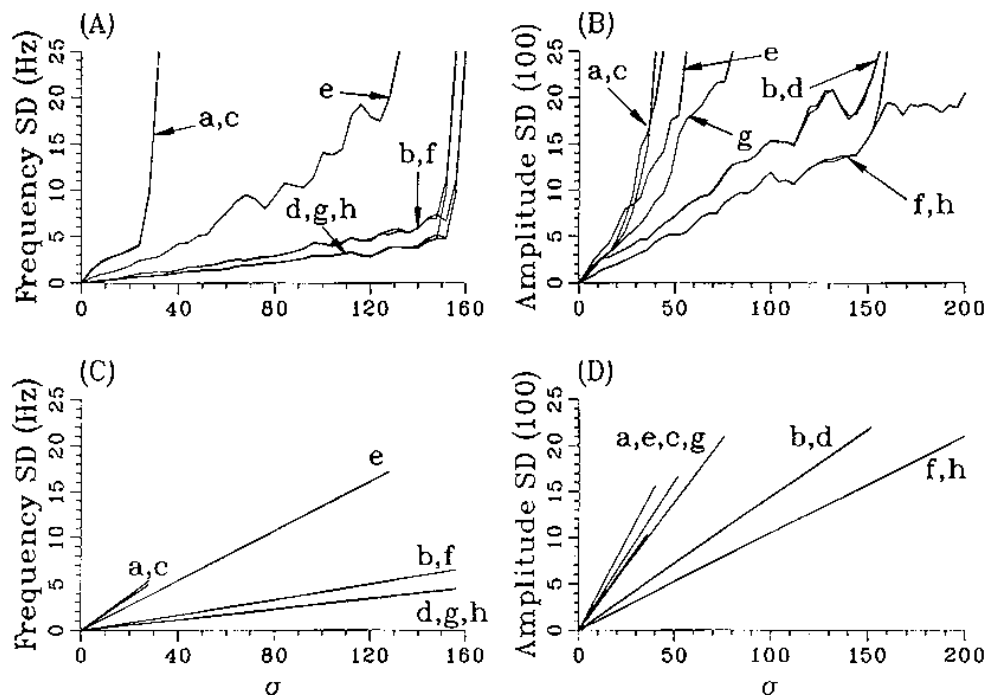 (A)
Frequency SD (Hz)
0 5 10 15 20 25
a,c
e
b,f
d,g,h
0 40 80 120 160
(B)
Amplitude SD (100)
0 5 10 15 20 25
a,c
e
g
b,d
f,h
0 50 100 150 200
(C)
Frequency SD (Hz)
0 5 10 15 20 25
a,c
e
b,f
d,g,h
0 40 80 120 160
σ
(D)
Amplitude SD (100)
0 5 10 15 20 25
a,e,c,g
b,d
f,h
0 50 100 150 200
σ